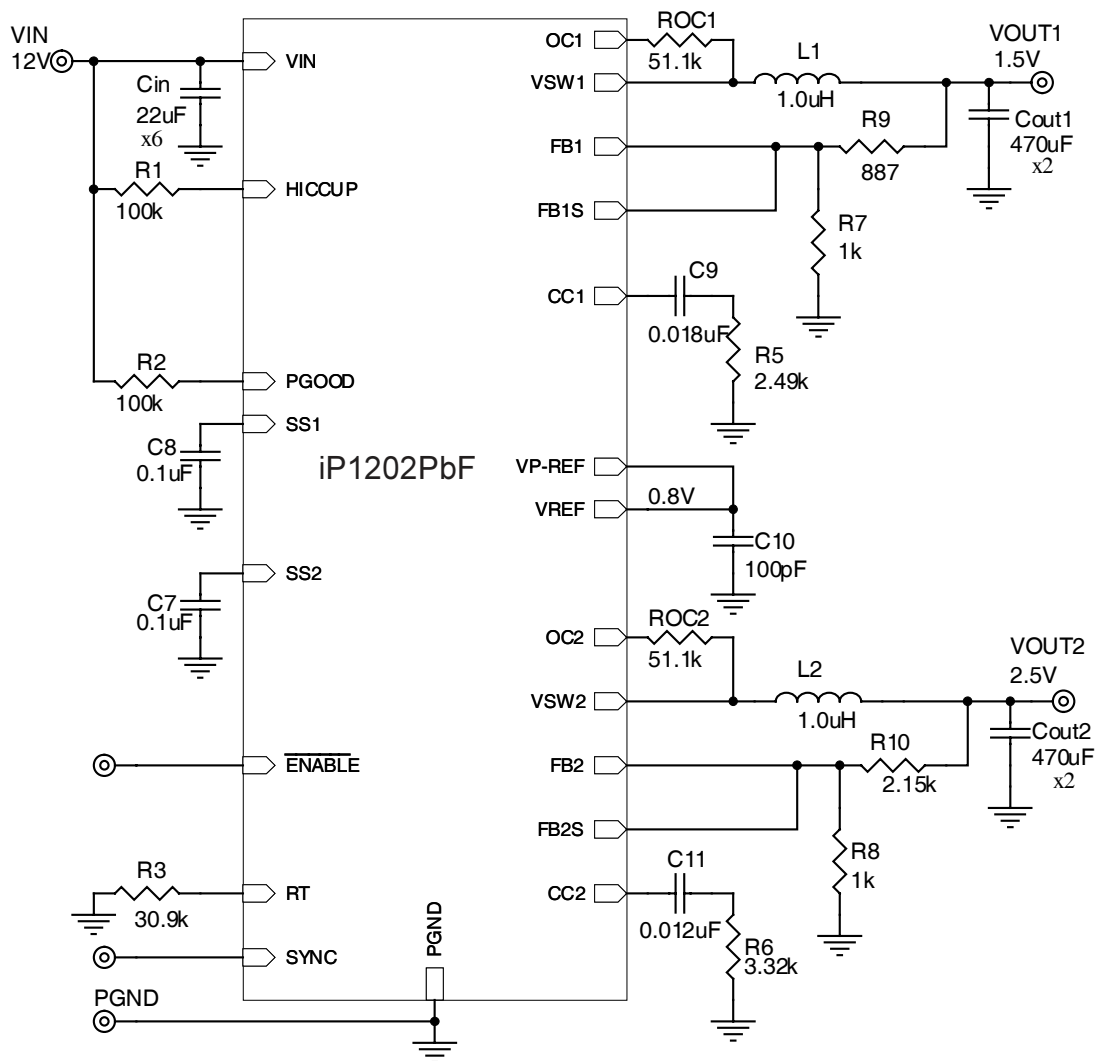 VIN
12V
Cin
22uF
x6
VIN
R1
100k
HICCUP
R2
100k
PGOOD
C8
0.1uF
SS1
C7
0.1uF
SS2
ENABLE
R3
30.9k
RT
SYNC
PGND
PGND
iP1202PbF
OC1
ROC1
51.1k
VSW1
L1
1.0uH
VOUT1
1.5V
Cout1
470uF
x2
FB1
R9
887
FB1S
R7
1k
CC1
C9
0.018uF
R5
2.49k
VP-REF
VREF
0.8V
C10
100pF
OC2
ROC2
51.1k
VSW2
L2
1.0uH
VOUT2
2.5V
Cout2
470uF
x2
FB2
R10
2.15k
FB2S
R8
1k
CC2
C11
0.012uF
R6
3.32k